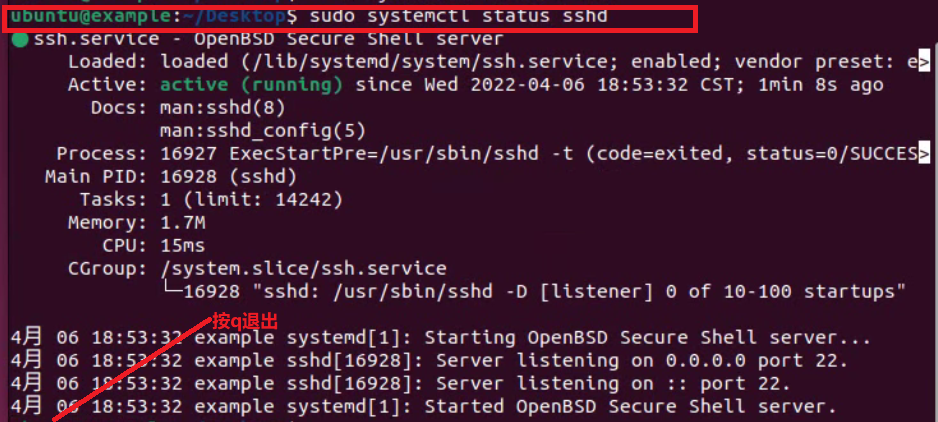 ubuntu@example:~/Desktop$ sudo systemctl status sshd
ssh.service - OpenBSD Secure Shell server
Loaded: loaded (/lib/systemd/system/ssh.service; enabled; vendor preset: e>
Active: active (running) since Wed 2022-04-06 18:53:32 CST; 1min 8s ago
Docs: man:sshd(8)
man:sshd_config(5)
Process: 16927 ExecStartPre=/usr/sbin/sshd -t (code=exited, status=0/SUCCES>
Main PID: 16928 (sshd)
Tasks: 1 (limit: 14242)
Memory: 1.7M
CPU: 15ms
CGroup: /system.slice/ssh.service
└─16928 "sshd: /usr/sbin/sshd -D [listener] 0 of 10-100 startups"
按q退出
4月 06 18:53:32 example systemd[1]: Starting OpenBSD Secure Shell server...
4月 06 18:53:32 example sshd[16928]: Server listening on 0.0.0.0 port 22.
4月 06 18:53:32 example sshd[16928]: Server listening on :: port 22.
4月 06 18:53:32 example systemd[1]: Started OpenBSD Secure Shell server.